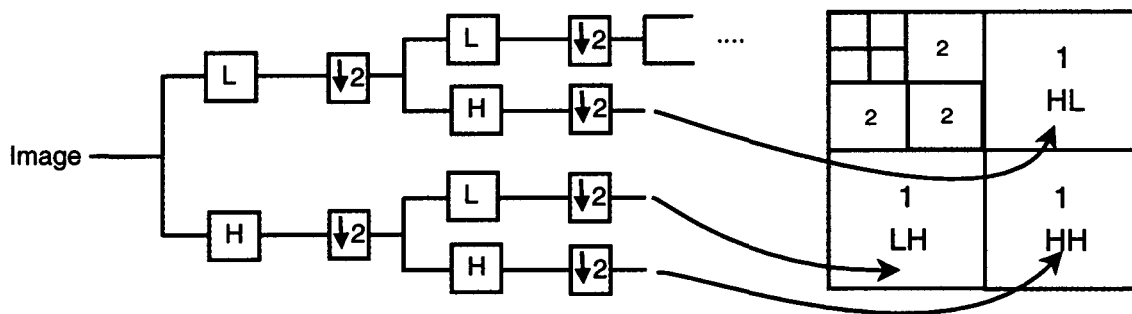 L ↓2 ....
2 1
L ↓2
H ↓2
HL
2 2
Image
1 1
L ↓2
H ↓2
LH HH
H ↓2